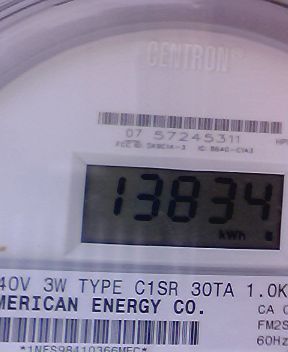 CENTRON
07 57245311
13834
kWh
40V 3W TYPE C1SR 30TA 1.0K
MERICAN ENERGY CO.
CA
FM2S
60Hz